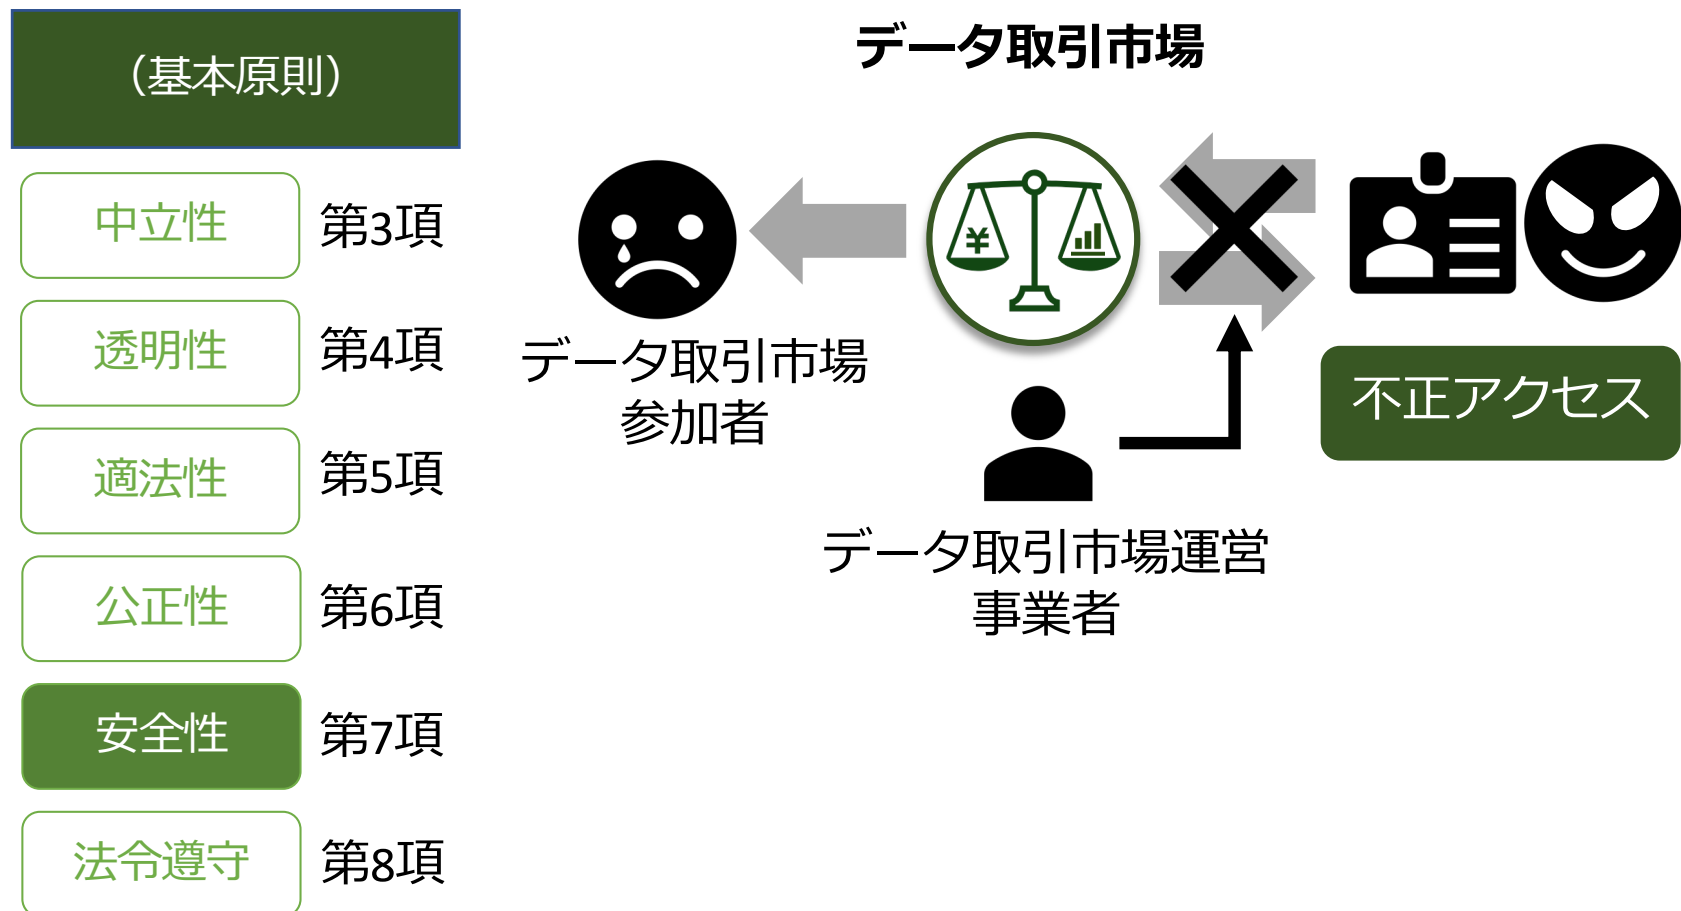 （基本原則）
中立性 第3項
透明性 第4項
適法性 第5項
公正性 第6項
安全性 第7項
法令遵守 第8項
データ取引市場
¥
データ取引市場
参加者
不正アクセス
データ取引市場運営
事業者